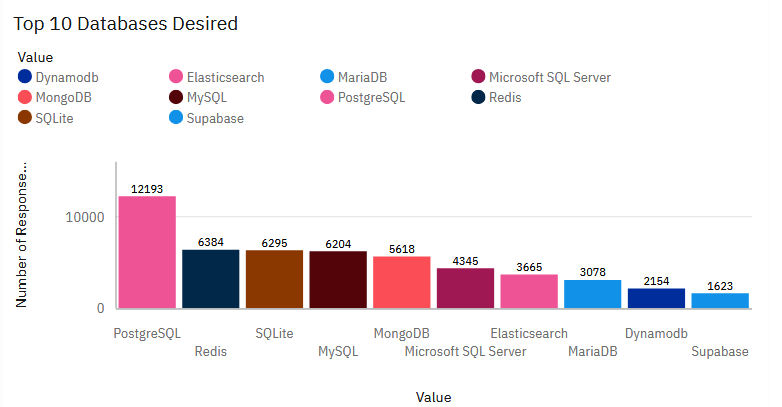 Top 10 Databases Desired
Value
Dynamodb Elasticsearch MariaDB Microsoft SQL Server
MongoDB MySQL PostgreSQL Redis
SQLite Supabase
Number of Response...
10000
0
12193
6384
6295
6204
5618
4345
3665
3078
2154
1623
PostgreSQL SQLite MongoDB Elasticsearch Dynamodb
Redis MySQL Microsoft SQL Server MariaDB Supabase
Value